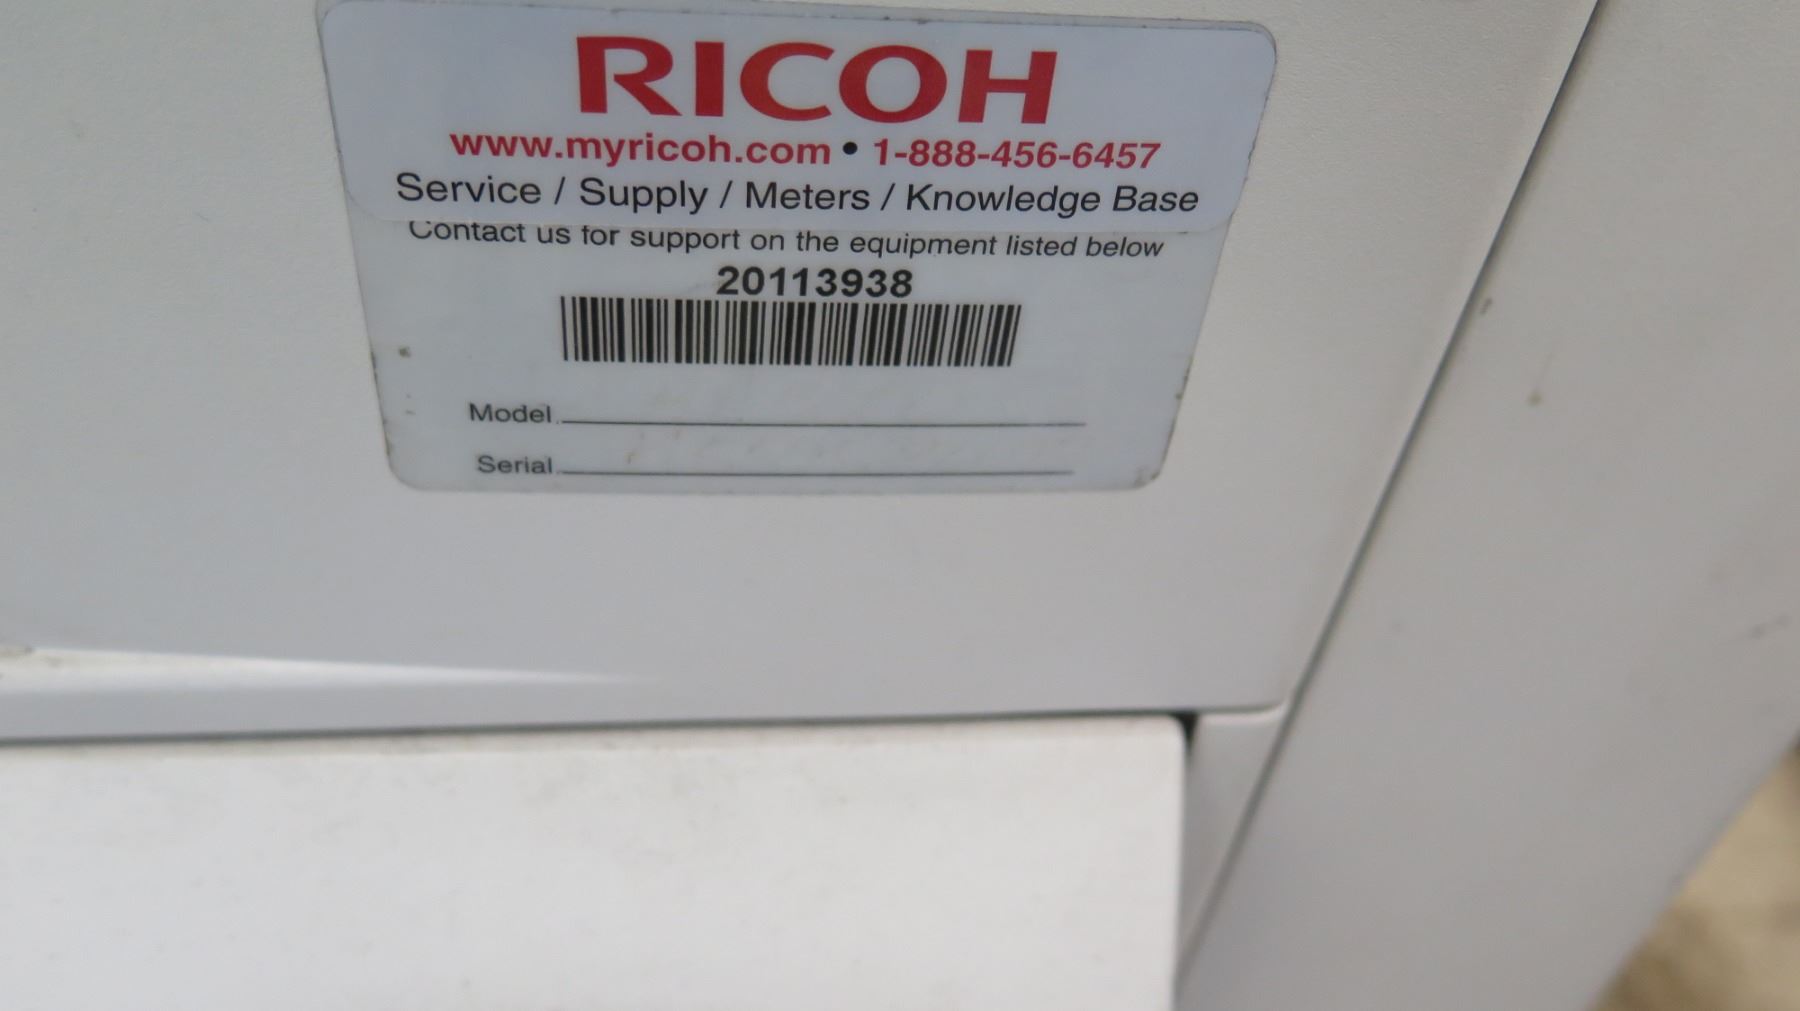 RICOH
www.myricoh.com • 1-888-456-6457
Service / Supply / Meters / Knowledge Base
Contact us for support on the equipment listed below
20113938
Model
Serial